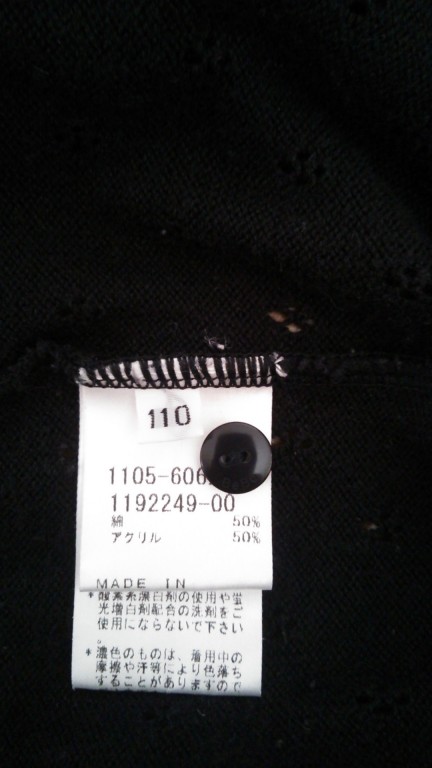 110
1105-606
1192249-00
綿 50%
アクリル 50%
MADE IN
*酸素系漂白剤の使用や蛍
光増白剤配合の洗剤をご
使用にならないで下さい
。
*濃色のものは、着用中の
摩擦や汗等により色落ち
することがありますので